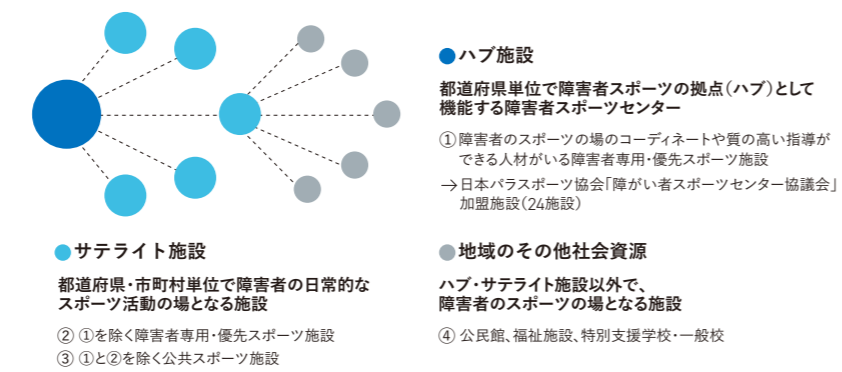 ハブ施設
都道府県単位で障害者スポーツの拠点（ハブ）として
機能する障害者スポーツセンター
①障害者のスポーツの場のコーディネートや質の高い指導が
できる人材がいる障害者専用・優先スポーツ施設
→日本パラスポーツ協会「障がい者スポーツセンター協議会」
加盟施設（24施設）
サテライト施設
都道府県・市町村単位で障害者の日常的な
スポーツ活動の場となる施設
② ①を除く障害者専用・優先スポーツ施設
③ ①と②を除く公共スポーツ施設
地域のその他社会資源
ハブ・サテライト施設以外で、
障害者のスポーツの場となる施設
④ 公民館、福祉施設、特別支援学校・一般校